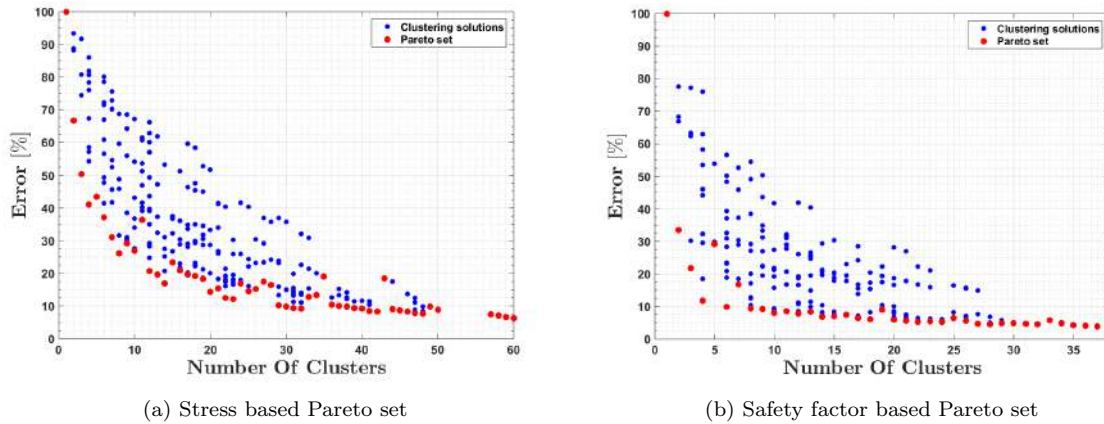 100
90
80
70
60
50
40
30
20
10
0
Error [%]
0 10 20 30 40 50 60
Number Of Clusters
Clustering solutions
Pareto set
(a) Stress based Pareto set
100
90
80
70
60
50
40
30
20
10
0
Error [%]
0 5 10 15 20 25 30 35
Number Of Clusters
Clustering solutions
Pareto set
(b) Safety factor based Pareto set